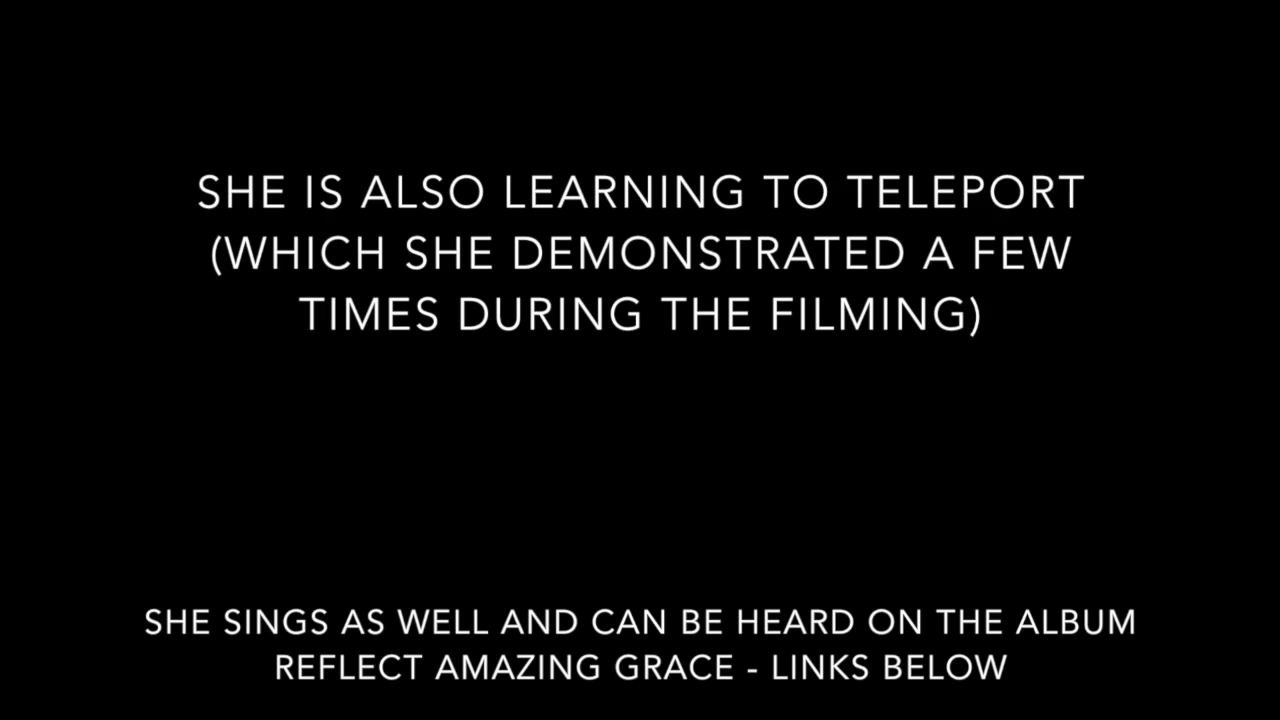 SHE IS ALSO LEARNING TO TELEPORT
(WHICH SHE DEMONSTRATED A FEW
TIMES DURING THE FILMING)
SHE SINGS AS WELL AND CAN BE HEARD ON THE ALBUM
REFLECT AMAZING GRACE - LINKS BELOW